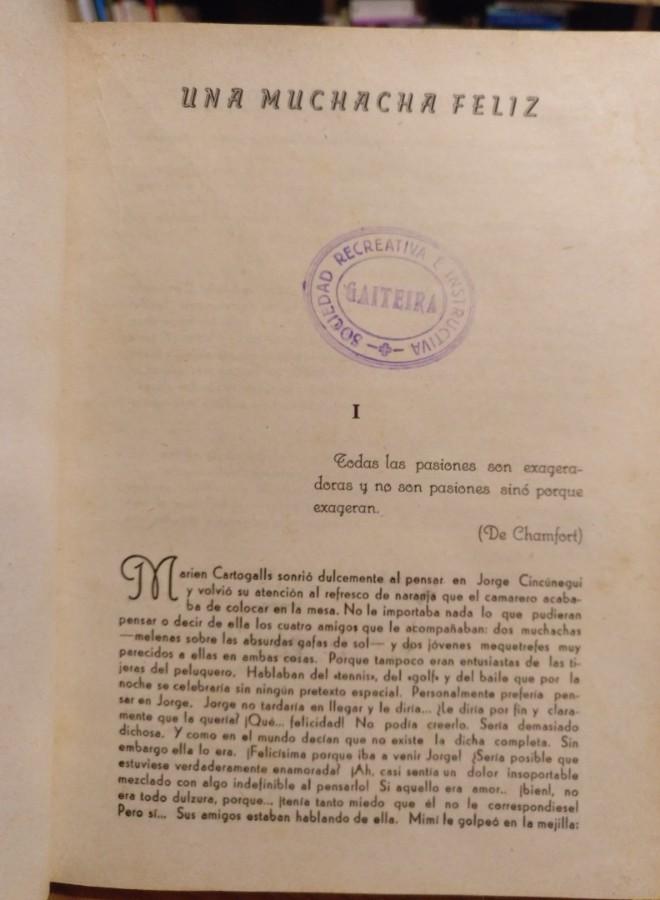 UNA MUCHACHA FELIZ
SOCIEDAD RECREATIVA E INSTRUCTIVA
GAITEIRA
I
Todas las pasiones son exagera-
doras y no son pasiones sinó porque
exageran.
(De Chamfort)
Marien Cartogalls sonrió dulcemente al pensar en Jorge Cincúnegui
y volvió su atención al refresco de naranja que el camarero acaba-
ba de colocar en la mesa. No le importaba nada lo que pudieran
pensar o decir de ella los cuatro amigos que le acompañaban: dos muchachas
—melenas sobre las absurdas gafas de sol— y dos jóvenes mequetrefes muy
parecidos a ellas en ambas cosas. Porque tampoco eran entusiastas de las ti-
jeras del peluquero. Hablaban del «tennis», del «golf» y del baile que por la
noche se celebraría sin ningún pretexto especial. Personalmente prefería pen-
sar en Jorge. Jorge no tardaría en llegar y le diría... ¿Le diría por fin y clara-
mente que la quería? ¡Qué... felicidad! No podía creerlo. Sería demasiado
dichosa. Y como en el mundo decían que no existe la dicha completa. Sin
embargo ella lo era. ¡Felicísima porque iba a venir Jorge! ¿Sería posible que
estuviese verdaderamente enamorada? ¡Ah, casi sentía un dolor insoportable
mezclado con algo indefinible al pensarlo! Si aquello era amor.. ¡bien!, no
era todo dulzura, porque... ¡tenía tanto miedo que él no le correspondiese!
Pero sí... Sus amigos estaban hablando de ella. Mimí le golpeó en la mejilla: